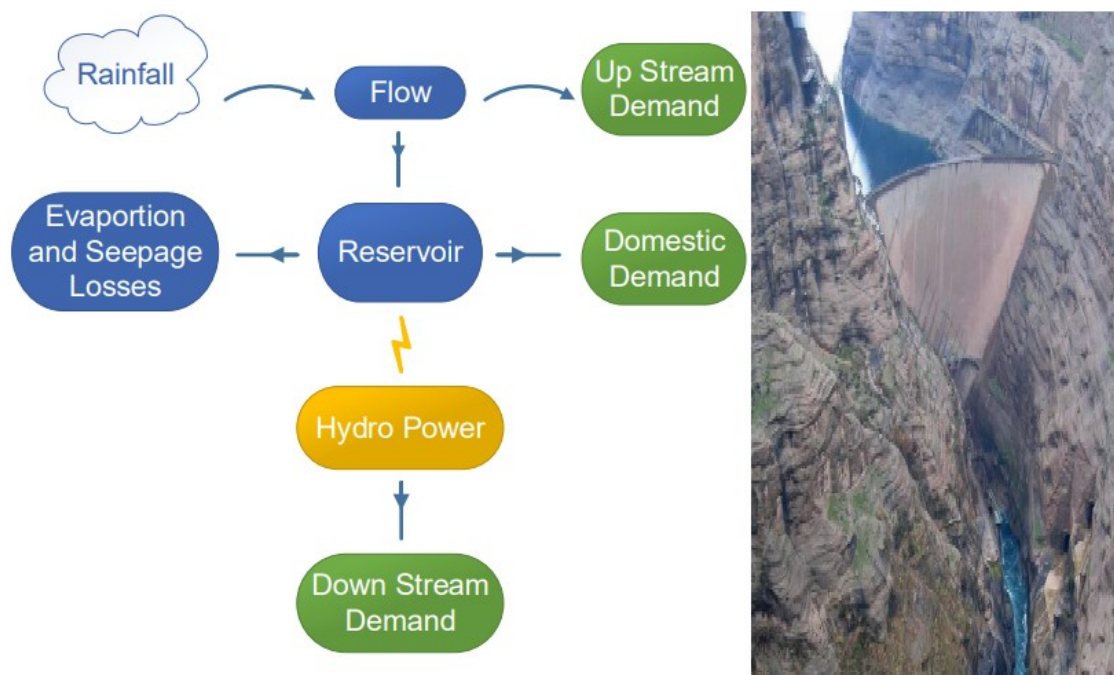 Rainfall
Flow
Up Stream
Demand
Evaportion
and Seepage
Losses
Reservoir
Domestic
Demand
Hydro Power
Down Stream
Demand